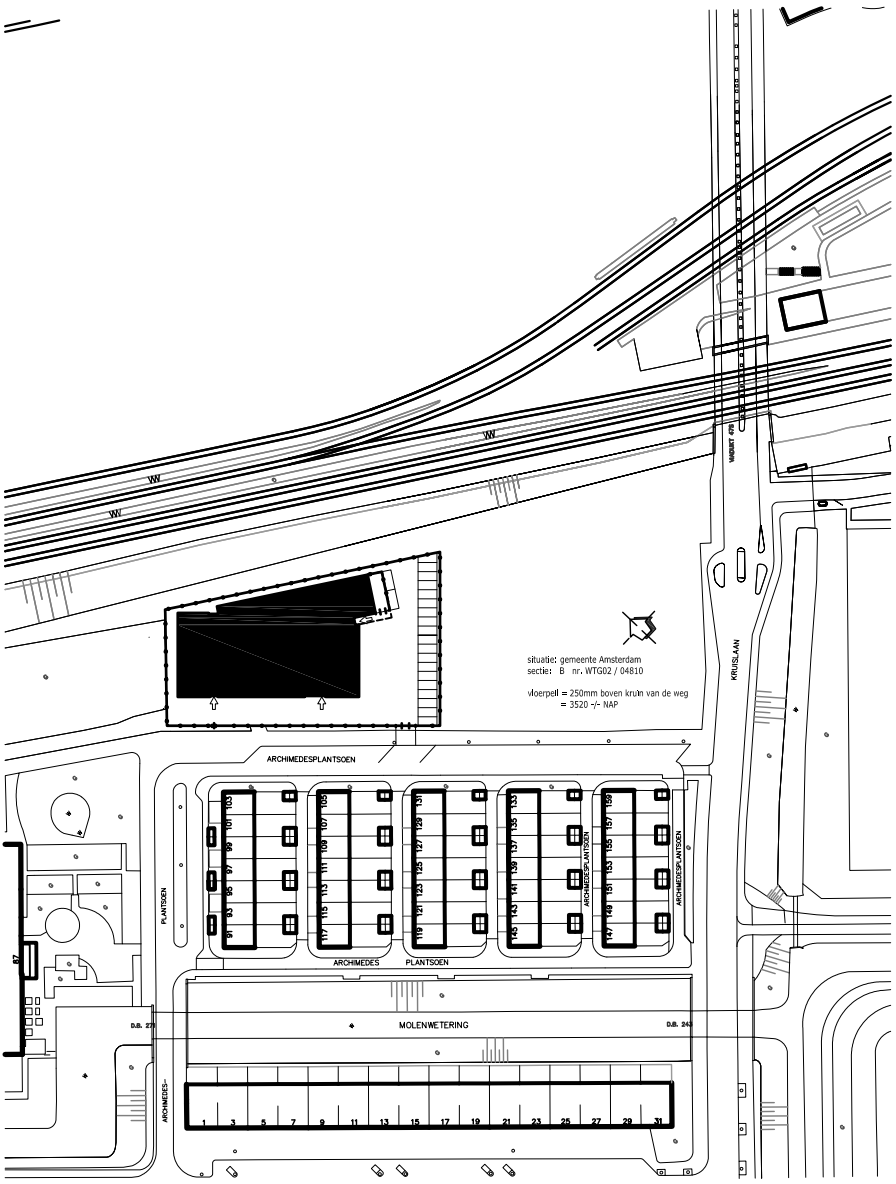 VIADUKT 478
VW
VW
VW
situatie: gemeente Amsterdam
sectie: B nr. WTG02 / 04810
vloerpeil = 250mm boven kruin van de weg
= 3520 -/- NAP
KRUISLAAN
ARCHIMEDESPLANTSOEN
103
101
99
97
95
93
91
105
107
109
111
113
115
117
131
129
127
125
123
121
119
133
135
137
139
141
143
145
159
157
155
153
151
149
147
ARCHIMEDESPLANTSOEN
ARCHIMEDESPLANTSOEN
PLANTSOEN
87
ARCHIMEDES PLANTSOEN
D.B. 271
MOLENWETERING
D.B. 243
ARCHIMEDES-
1 3 5 7 9 11 13 15 17 19 21 23 25 27 29 31